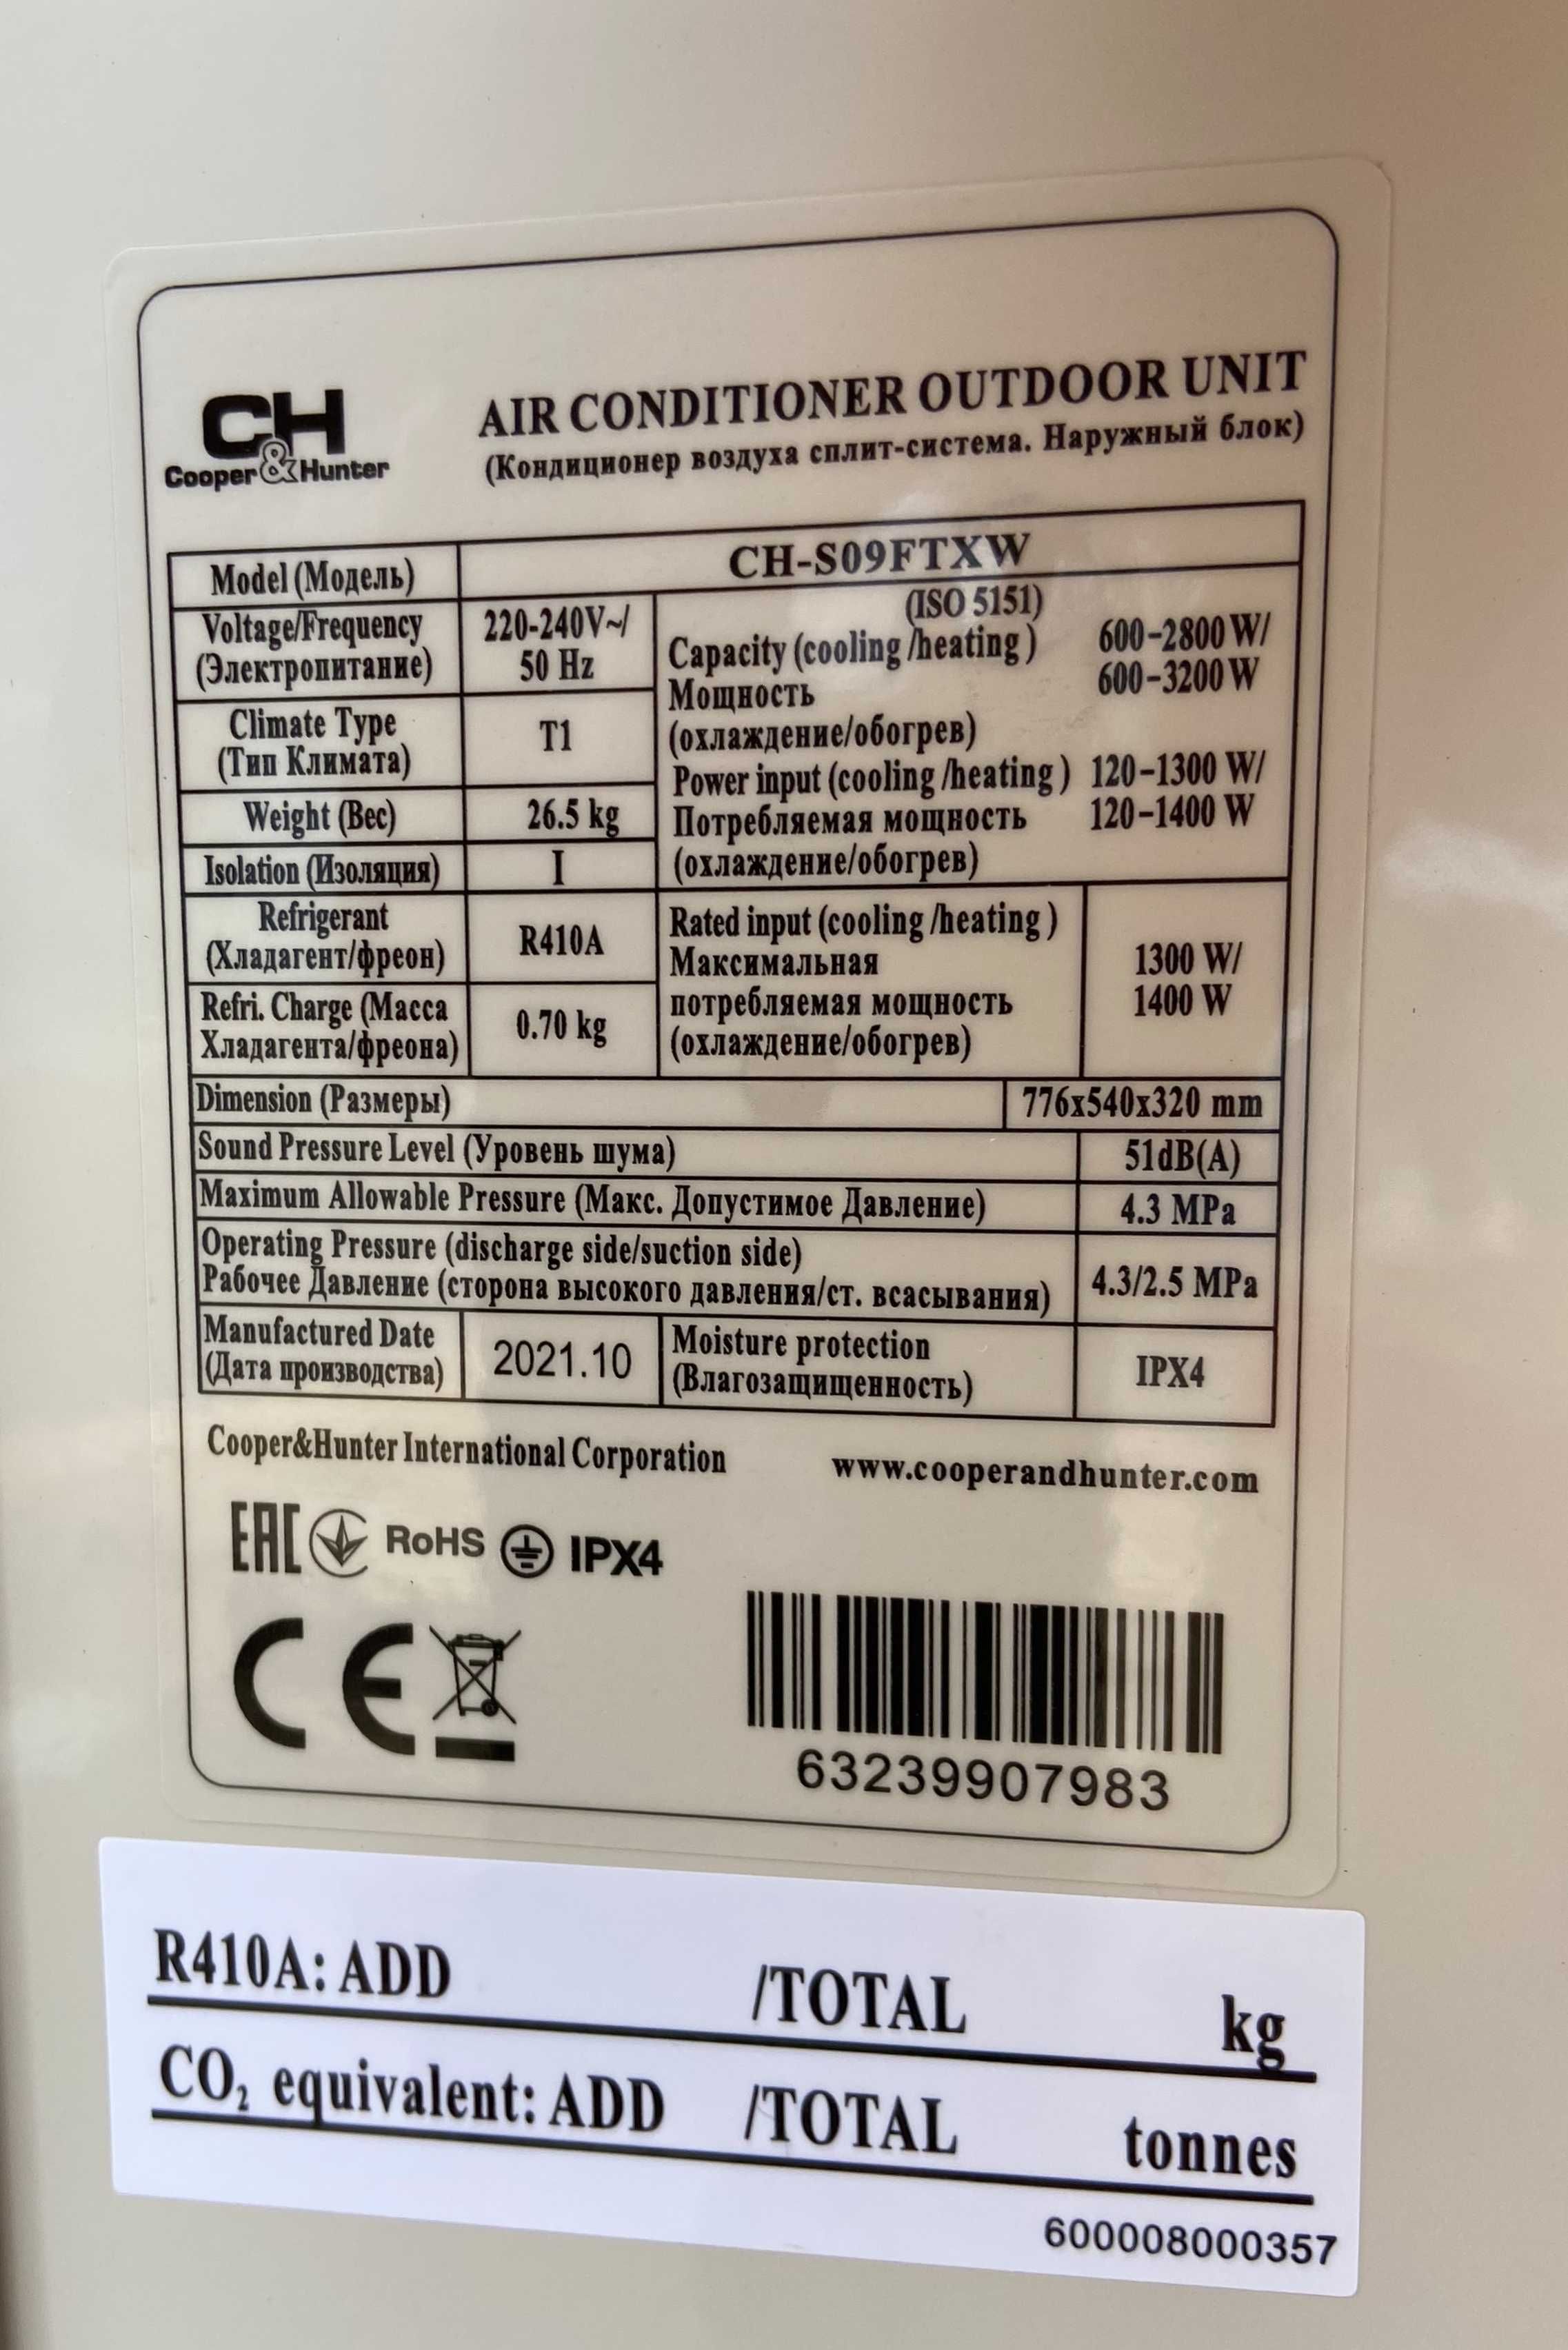 CH
Cooper&Hunter
AIR CONDITIONER OUTDOOR UNIT
(Кондиционер воздуха сплит-система. Наружный блок)
Model (Модель)
CH-S09FTXW
Voltage/Frequency
(Электропитание)
220-240V~/
50 Hz
Climate Type
(Тип Климата)
T1
Weight (Вес)
26.5 kg
Isolation (Изоляция)
I
(ISO 5151)
Capacity (cooling /heating )
600-2800 W/
600-3200 W
Мощность
(охлаждение/обогрев)
Power input (cooling /heating )
120-1300 W/
120-1400 W
Потребляемая мощность
(охлаждение/обогрев)
Refrigerant
(Хладагент/фреон)
R410A
Refri. Charge (Масса
Хладагента/фреона)
0.70 kg
Rated input (cooling /heating )
Максимальная
потребляемая мощность
(охлаждение/обогрев)
1300 W/
1400 W
Dimension (Размеры)
776x540x320 mm
Sound Pressure Level (Уровень шума)
51dB(A)
Maximum Allowable Pressure (Макс. Допустимое Давление)
4.3 MPa
Operating Pressure (discharge side/suction side)
Рабочее Давление (сторона высокого давления/ст. всасывания)
4.3/2.5 MPa
Manufactured Date
(Дата производства)
2021.10
Moisture protection
(Влагозащищенность)
IPX4
Cooper&Hunter International Corporation
www.cooperandhunter.com
EAC RoHS IPX4
CE
63239907983
R410A: ADD /TOTAL kg
CO₂ equivalent: ADD /TOTAL tonnes
600008000357